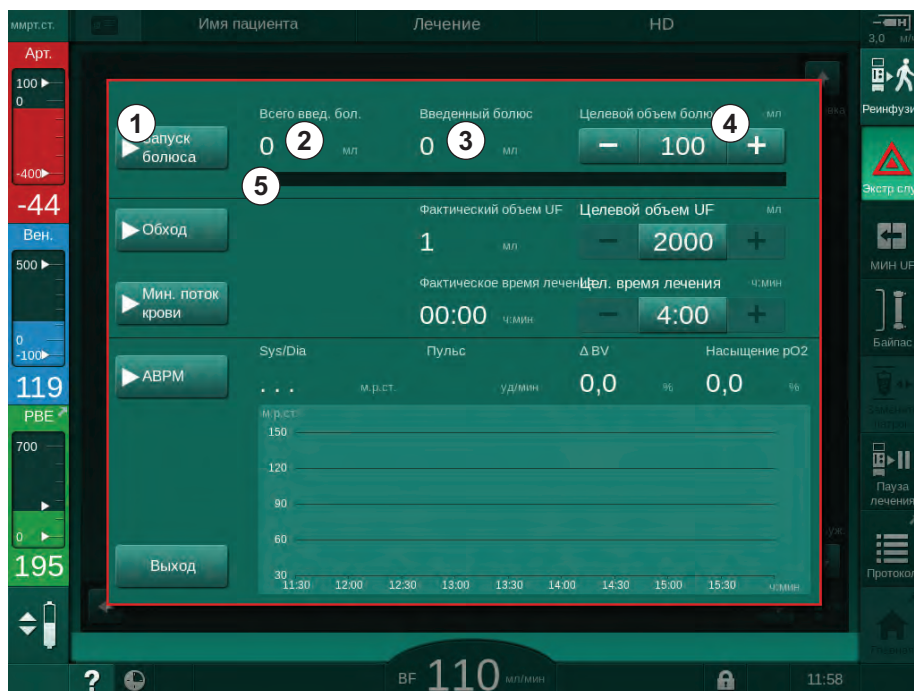 ммрт.ст.
Имя пациента
Лечение
HD
3,0
Арт.
100
0
-400
-44
Вен.
500
0
-100
119
PBE
700
0
195
1
Запуск
болюса
Всего введ. бол.
0
2
мл
Введенный болюс
0
3
мл
Целевой объем болю
4
мл
100
5
Обход
Фактический объем UF
1
мл
Целевой объем UF
мл
2000
Мин. поток
крови
Фактическое время лечен
00:00
ч:мин
Цел. время лечения
ч:мин
4:00
ABPM
Sys/Dia
. . .
м.р.ст.
Пульс
уд/мин
Δ BV
0,0
%
Насыщение pO2
0,0
%
м.р.ст
150
120
90
60
30
11:30 12:00 12:30 13:00 13:30 14:00 14:30 15:00 15:30
ч:мин
Выход
Реинфузи
Экстр слу
МИН UF
Байпас
Пауза
лечения
Протокол
?
BF 110 мл/мин
11:58